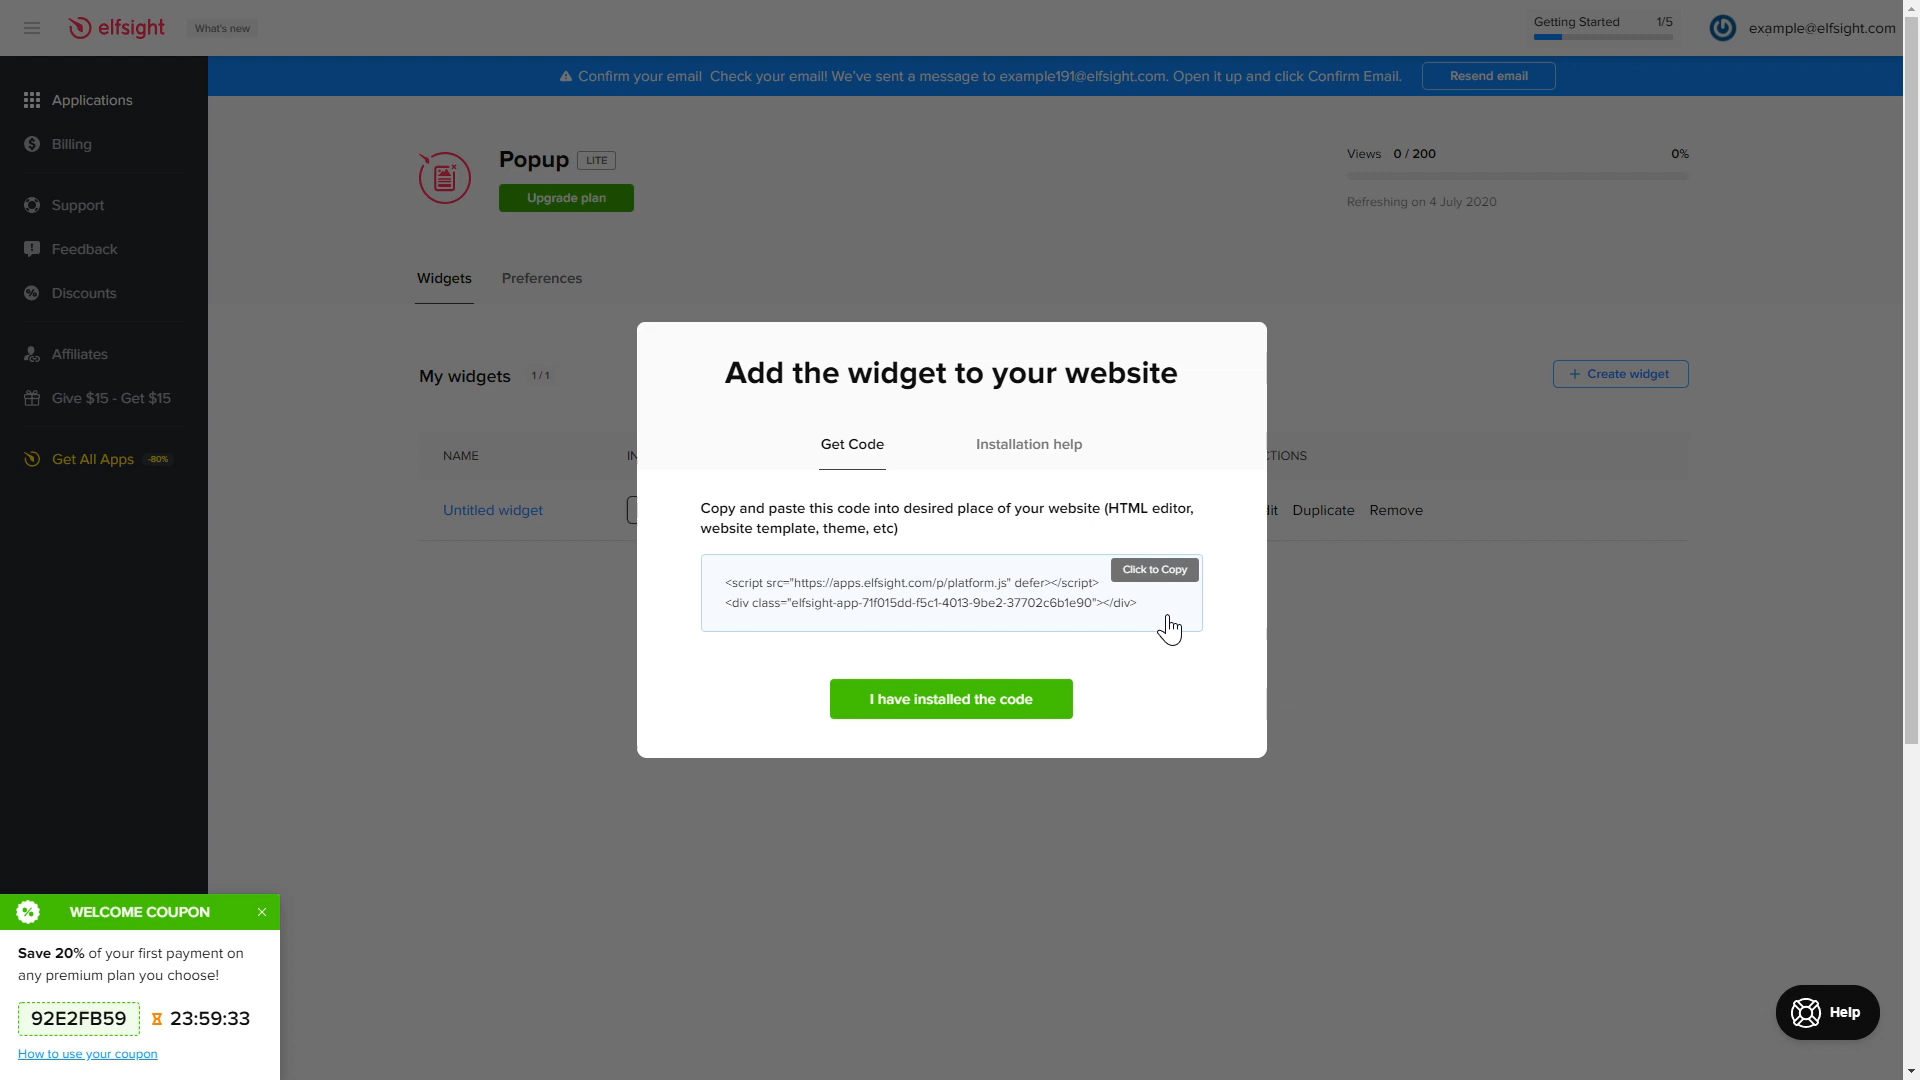 elfsight
What's new
Getting Started 1/5
example@elfsight.com
Confirm your email Check your email! We've sent a message to example191@elfsight.com. Open it up and click Confirm Email.
Resend email
Applications
Billing
Support
Feedback
Discounts
Affiliates
Give $15 - Get $15
Get All Apps -80%
Popup LITE
Upgrade plan
Views 0 / 200 0%
Refreshing on 4 July 2020
Widgets Preferences
My widgets 1 / 1
+ Create widget
NAME IN CTIONS
Untitled widget
dit Duplicate Remove
Add the widget to your website
Get Code Installation help
Copy and paste this code into desired place of your website (HTML editor,
website template, theme, etc)
Click to Copy
<script src="https://apps.elfsight.com/p/platform.js" defer></script>
<div class="elfsight-app-71f015dd-f5c1-4013-9be2-37702c6b1e90"></div>
I have installed the code
WELCOME COUPON
Save 20% of your first payment on
any premium plan you choose!
92E2FB59 23:59:33
How to use your coupon
Help